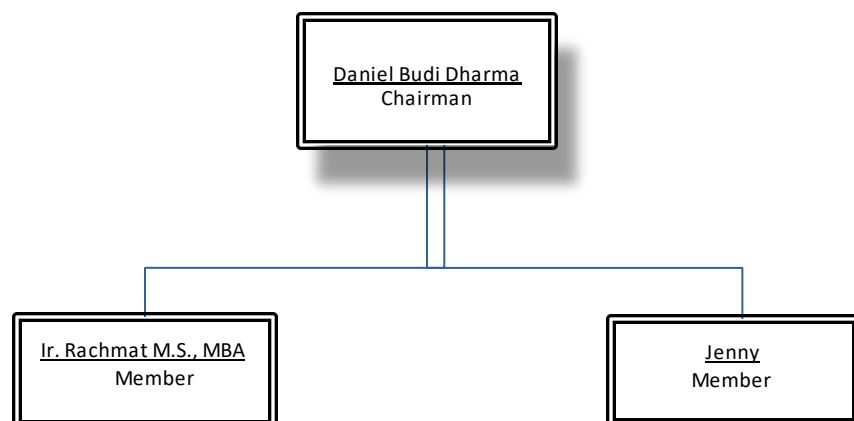 Daniel Budi Dharma
Chairman
Ir. Rachmat M.S., MBA
Member
Jenny
Member